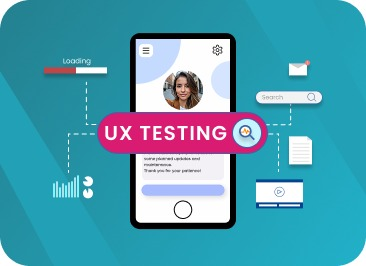 Loading
Search
UX TESTING
some planned updates and
maintenance.
Thank you for your patience!